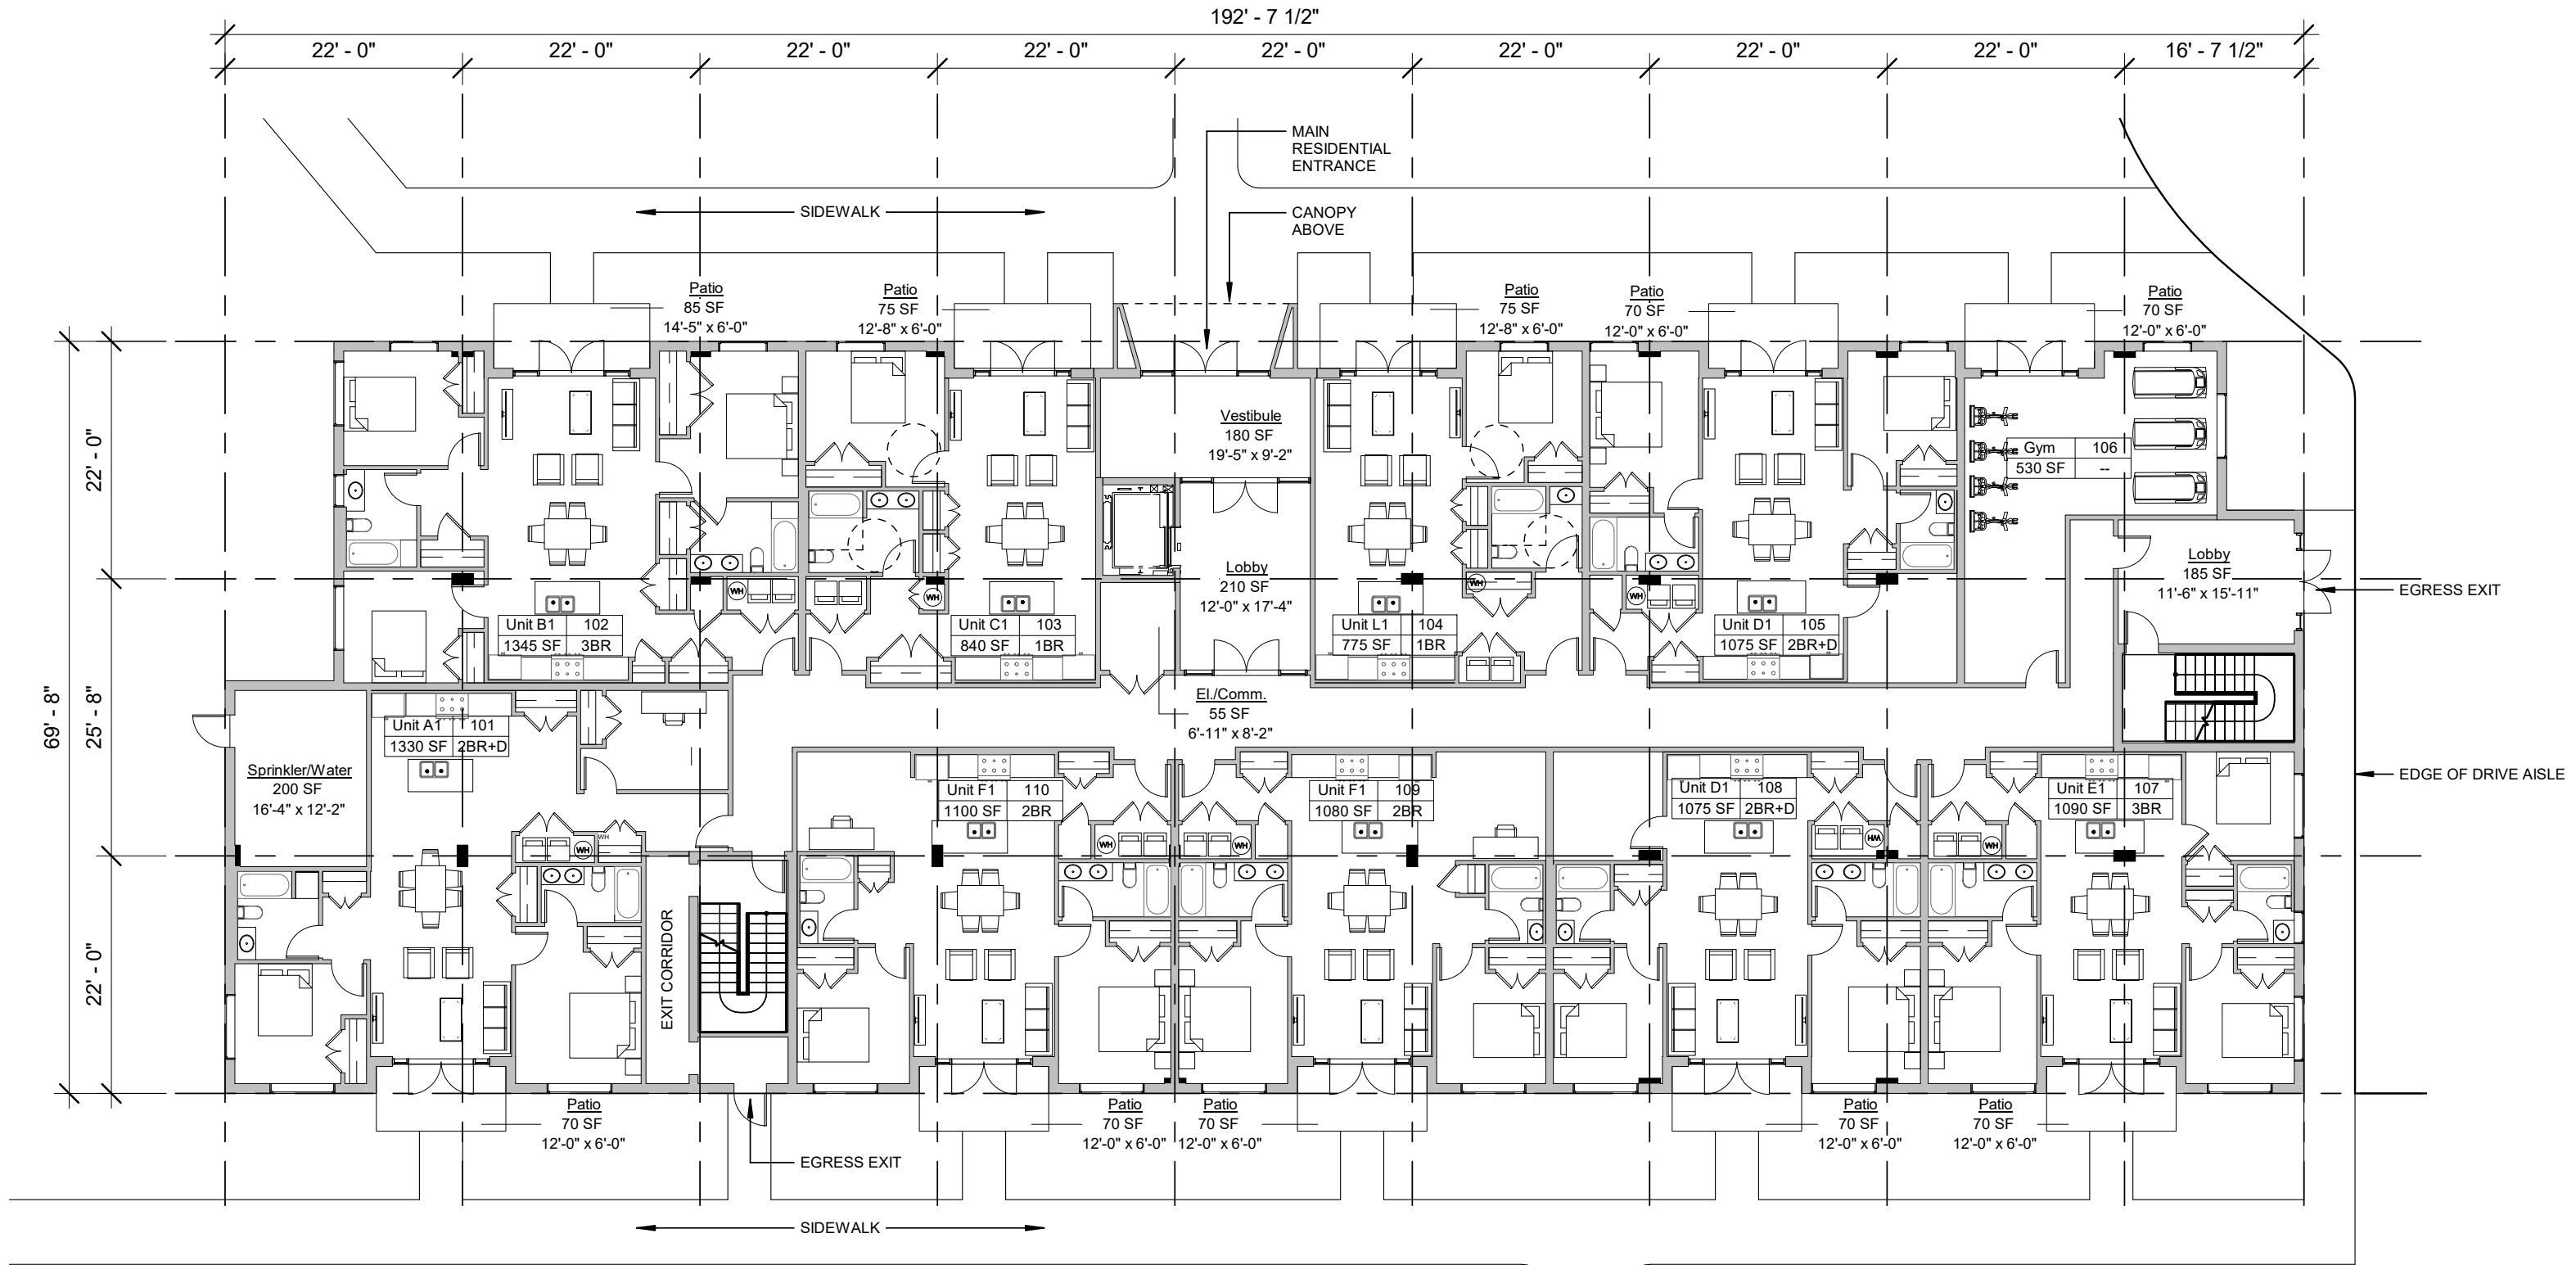 192' - 7 1/2"
22' - 0"
22' - 0"
22' - 0"
22' - 0"
22' - 0"
22' - 0"
22' - 0"
22' - 0"
16' - 7 1/2"
MAIN
RESIDENTIAL
ENTRANCE
SIDEWALK
CANOPY
ABOVE
Patio
85 SF
14'-5" x 6'-0"
Patio
75 SF
12'-8" x 6'-0"
Patio
75 SF
12'-8" x 6'-0"
Patio
70 SF
12'-0" x 6'-0"
Patio
70 SF
12'-0" x 6'-0"
69' - 8"
22' - 0"
25' - 8"
22' - 0"
Vestibule
180 SF
19'-5" x 9'-2"
Gym 106
530 SF --
Lobby
210 SF
12'-0" x 17'-4"
Lobby
185 SF
11'-6" x 15'-11"
EGRESS EXIT
WH
WH
WH
WH
Unit B1 102
1345 SF 3BR
Unit C1 103
840 SF 1BR
Unit L1 104
775 SF 1BR
Unit D1 105
1075 SF 2BR+D
El./Comm.
55 SF
6'-11" x 8'-2"
Unit A1 101
1330 SF 2BR+D
Sprinkler/Water
200 SF
16'-4" x 12'-2"
EDGE OF DRIVE AISLE
Unit F1 110
1100 SF 2BR
Unit F1 109
1080 SF 2BR
Unit D1 108
1075 SF 2BR+D
Unit E1 107
1090 SF 3BR
WH
WH
WH
WH
WH
WH
EXIT CORRIDOR
Patio
70 SF
12'-0" x 6'-0"
Patio
70 SF
12'-0" x 6'-0"
Patio
70 SF
12'-0" x 6'-0"
Patio
70 SF
12'-0" x 6'-0"
Patio
70 SF
12'-0" x 6'-0"
EGRESS EXIT
SIDEWALK